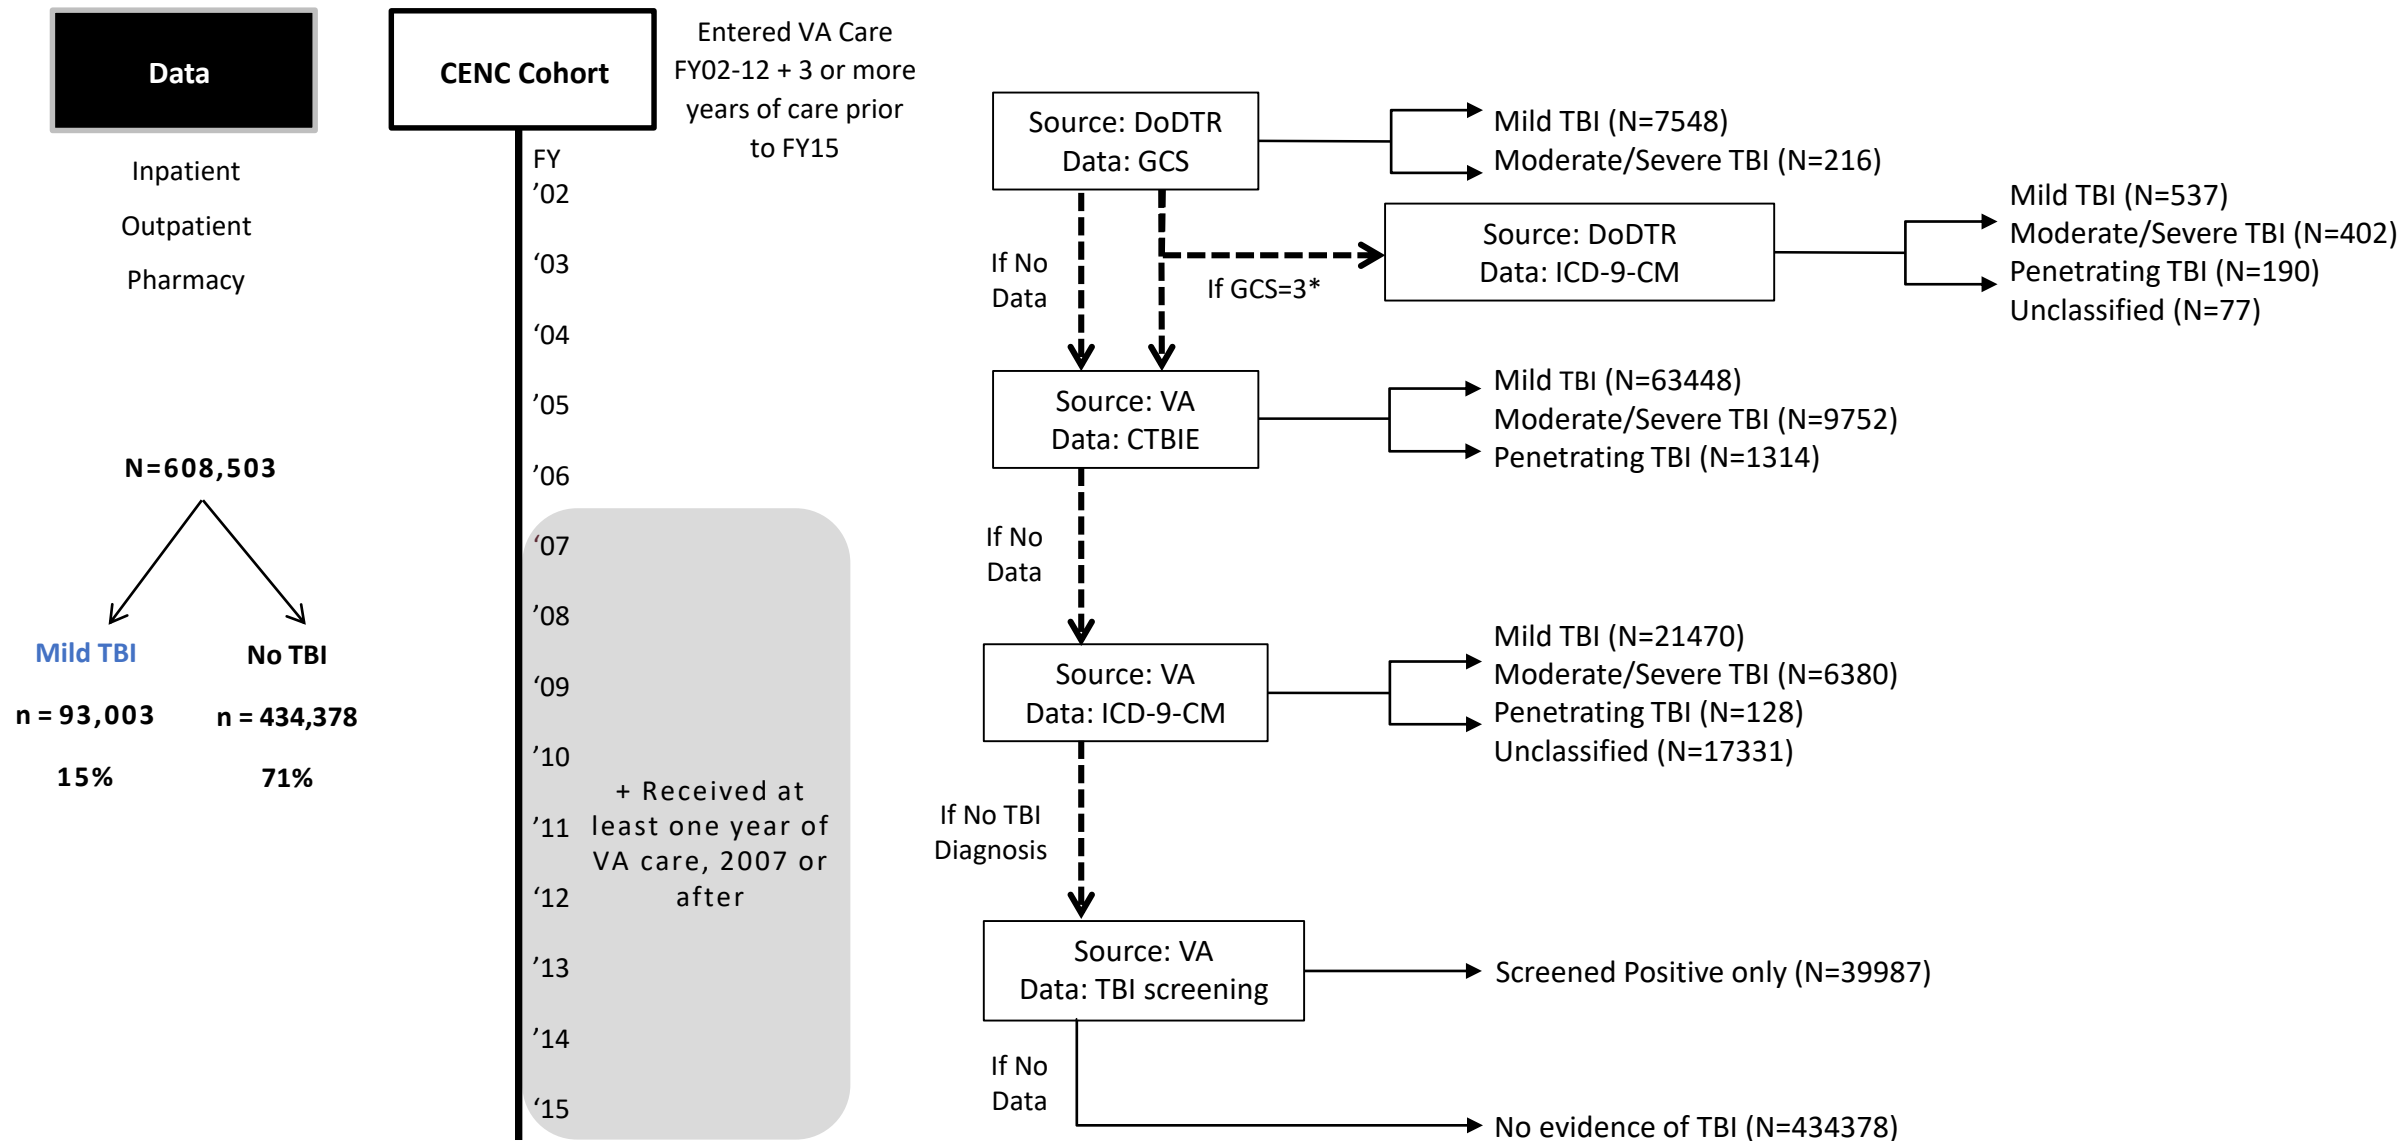 Data
Inpatient
Outpatient
Pharmacy
N=608,503
Mild TBI
n = 93,003
15%
No TBI
n = 434,378
71%
CENC Cohort
Entered VA Care
FY02-12 + 3 or more
years of care prior
to FY15
FY
’02
‘03
’04
’05
’06
‘07
’08
‘09
’10
’11
‘12
’13
’14
‘15
+ Received at
least one year of
VA care, 2007 or
after
Source: DoDTR
Data: GCS
Mild TBI (N=7548)
Moderate/Severe TBI (N=216)
If No
Data
If GCS=3*
Source: DoDTR
Data: ICD-9-CM
Mild TBI (N=537)
Moderate/Severe TBI (N=402)
Penetrating TBI (N=190)
Unclassified (N=77)
Source: VA
Data: CTBIE
Mild TBI (N=63448)
Moderate/Severe TBI (N=9752)
Penetrating TBI (N=1314)
If No
Data
Source: VA
Data: ICD-9-CM
Mild TBI (N=21470)
Moderate/Severe TBI (N=6380)
Penetrating TBI (N=128)
Unclassified (N=17331)
If No TBI
Diagnosis
Source: VA
Data: TBI screening
Screened Positive only (N=39987)
If No
Data
No evidence of TBI (N=434378)